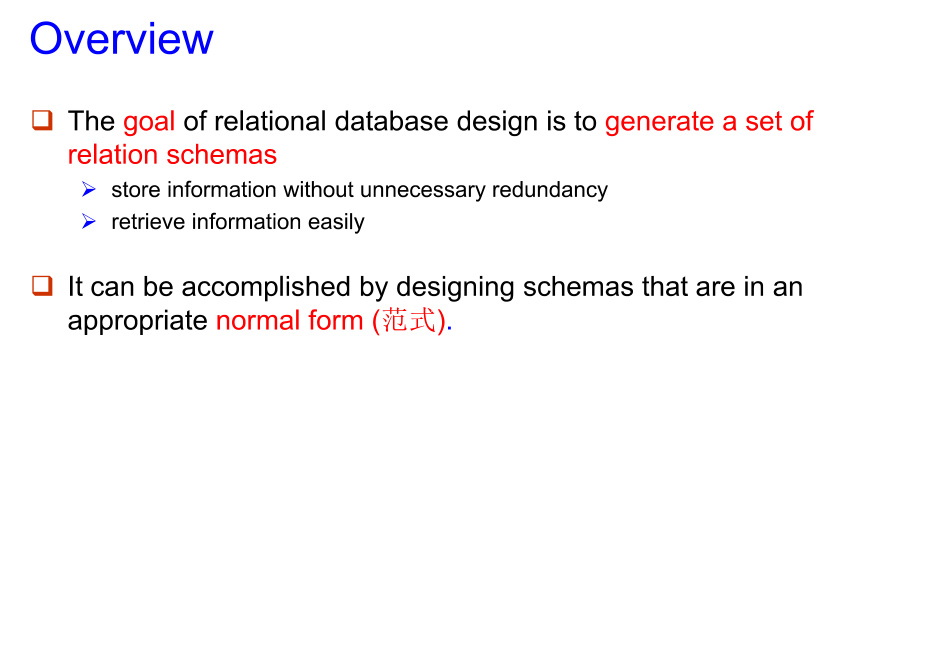 Overview
The goal of relational database design is to generate a set of
relation schemas
store information without unnecessary redundancy
retrieve information easily
It can be accomplished by designing schemas that are in an
appropriate normal form (范式).